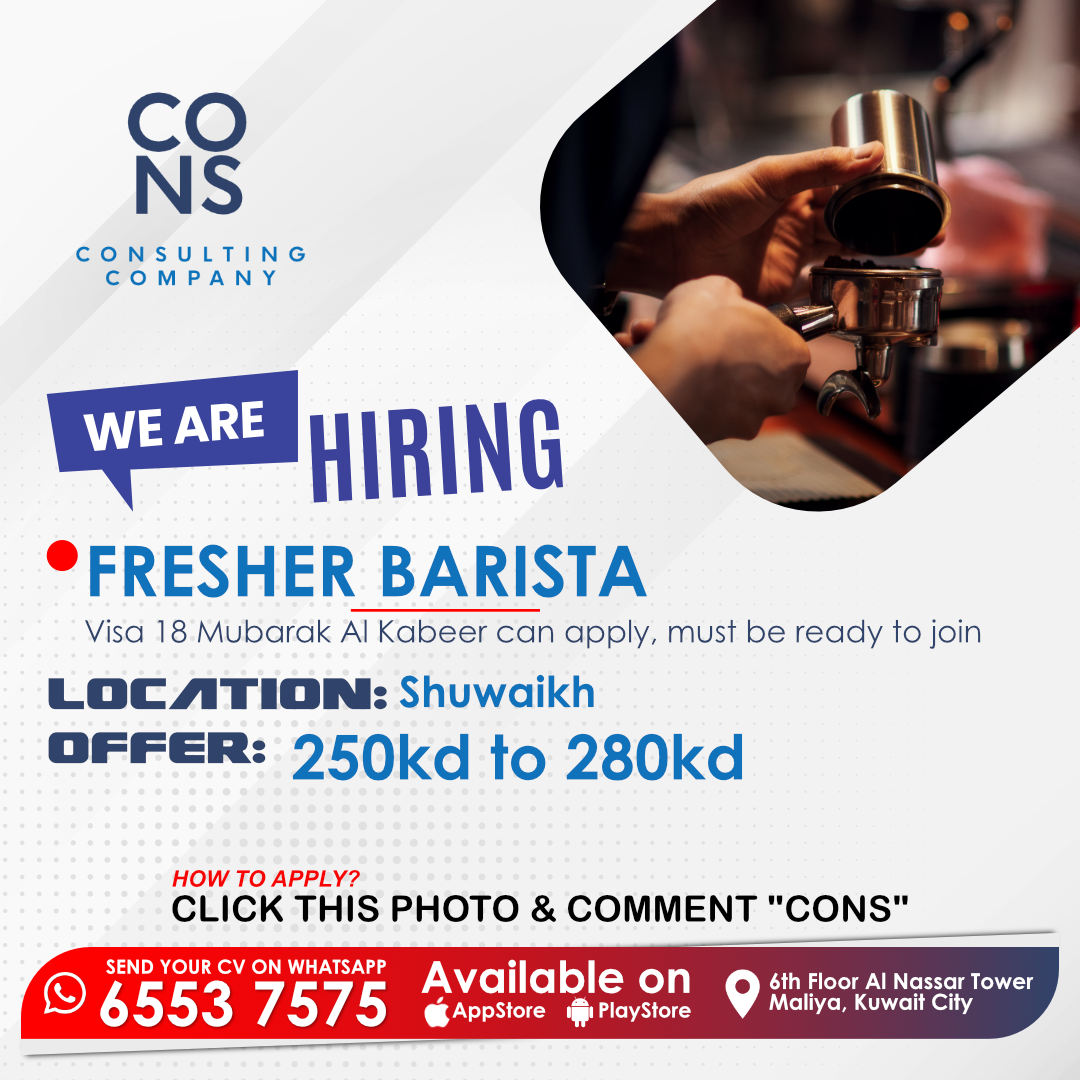 CO
NS
CONSULTING
COMPANY
WE ARE HIRING
FRESHER BARISTA
Visa 18 Mubarak Al Kabeer can apply, must be ready to join
LOCATION: Shuwaikh
OFFER: 250kd to 280kd
HOW TO APPLY?
CLICK THIS PHOTO & COMMENT "CONS"
SEND YOUR CV ON WHATSAPP
6553 7575
Available on
AppStore PlayStore
6th Floor Al Nassar Tower
Maliya, Kuwait City